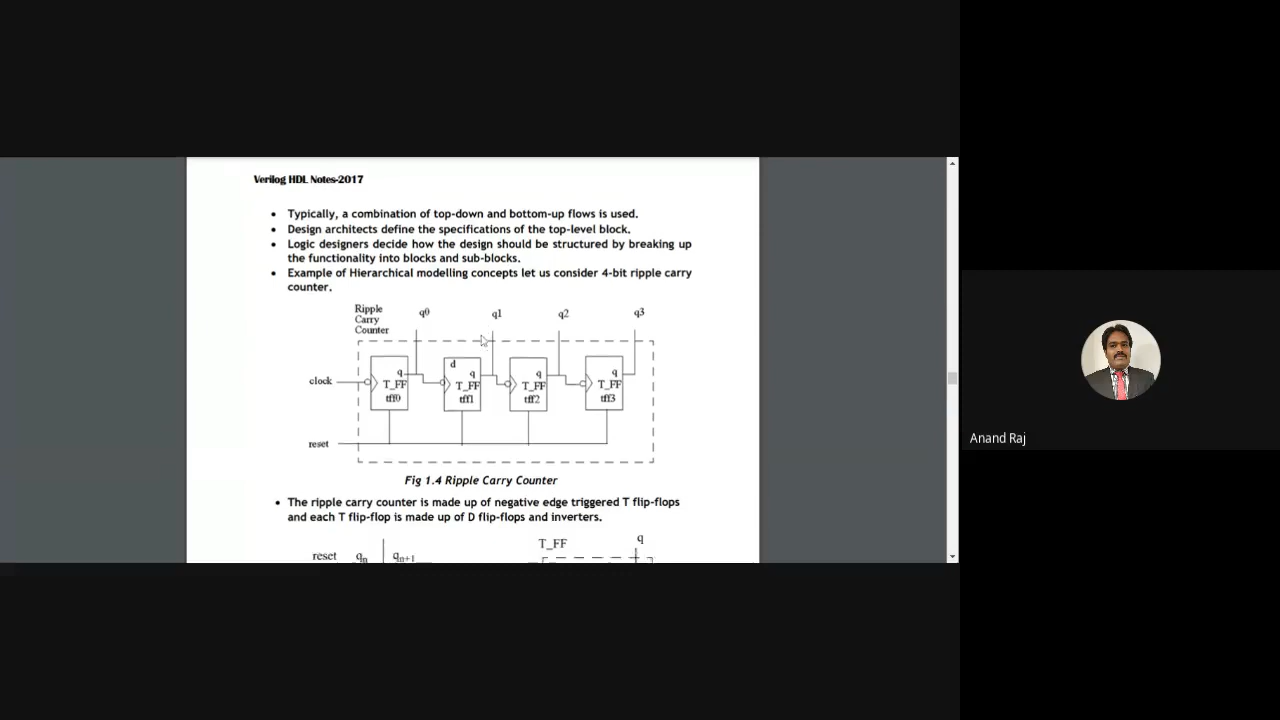 Verilog HDL Notes-2017
• Typically, a combination of top-down and bottom-up flows is used.
• Design architects define the specifications of the top-level block.
• Logic designers decide how the design should be structured by breaking up
the functionality into blocks and sub-blocks.
• Example of Hierarchical modelling concepts let us consider 4-bit ripple carry
counter.
Ripple
Carry
Counter
q0 q1 q2 q3
d
q q q q
clock T_FF T_FF T_FF T_FF
tff0 tff1 tff2 tff3
reset
Fig 1.4 Ripple Carry Counter
• The ripple carry counter is made up of negative edge triggered T flip-flops
and each T flip-flop is made up of D flip-flops and inverters.
T_FF q
reset qn qn+1
Anand Raj